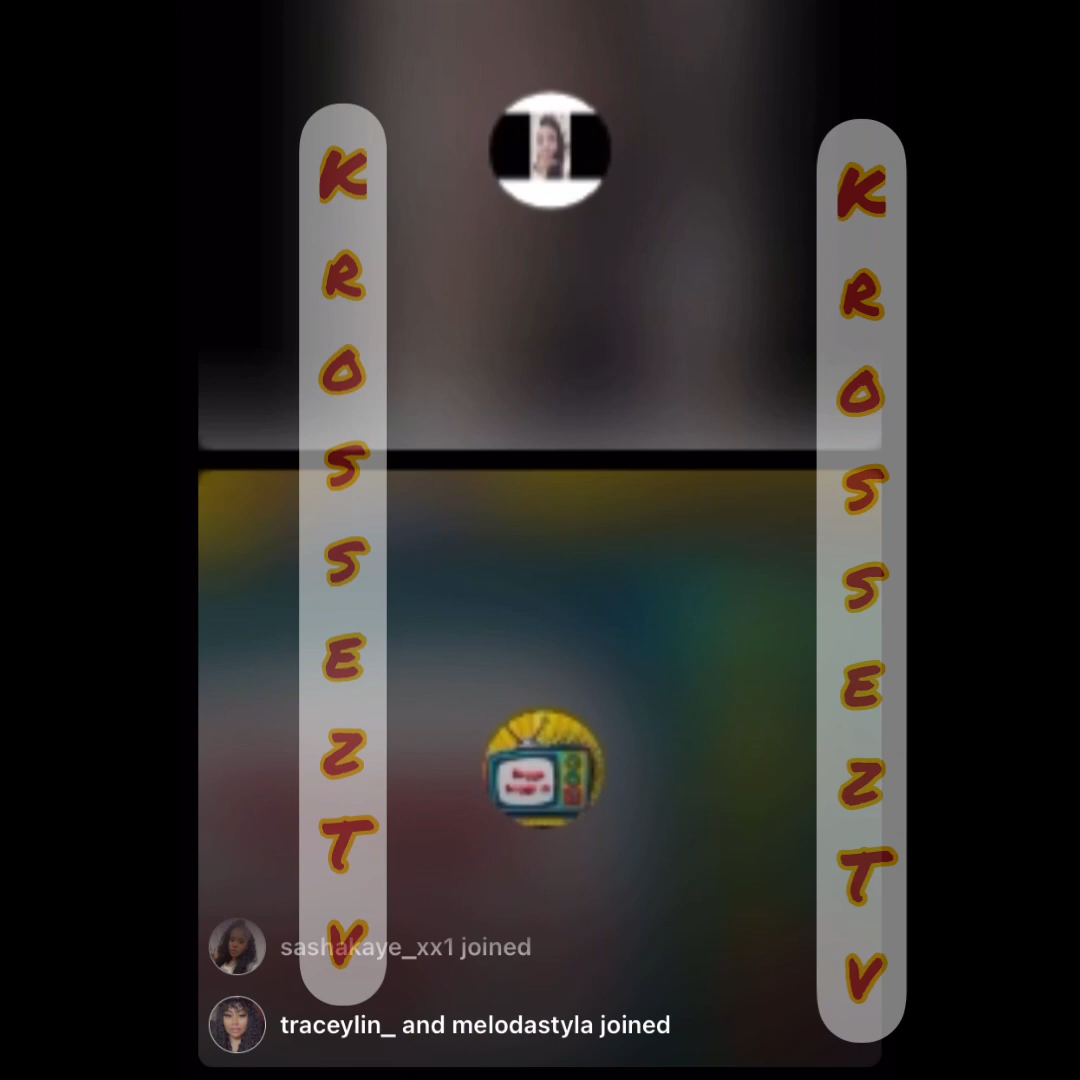 KROSSEZTV
KROSSEZTV
sashakaye_xx1 joined
traceylin_ and melodastyla joined